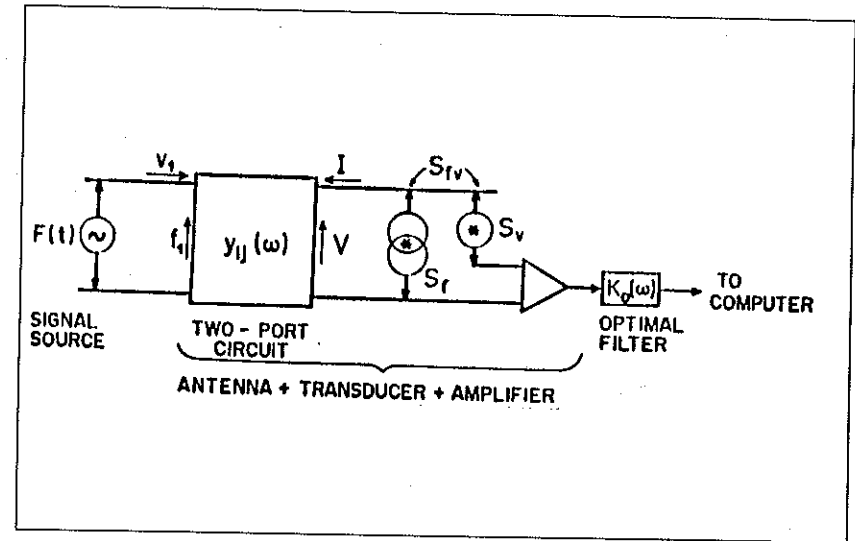 S_fv
v₁
I
F(t)
~
f₁
y_ij(ω)
V
*
S_f
*
S_v
K_o(ω)
TO
COMPUTER
OPTIMAL
FILTER
SIGNAL
SOURCE
TWO - PORT
CIRCUIT
ANTENNA + TRANSDUCER + AMPLIFIER